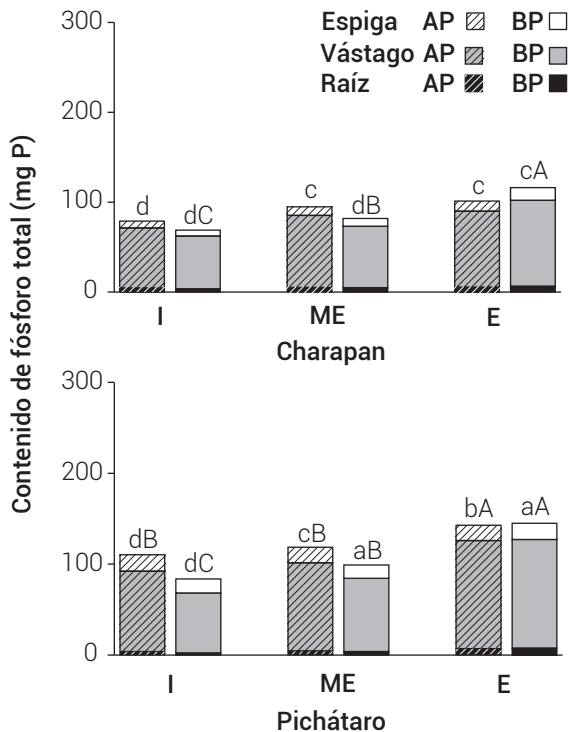 Contenido de fósforo total (mg P)
Espiga AP BP
Vástago AP BP
Raíz AP BP
300
200
100
0
d dC c dB c cA
I ME E
Charapan
300
200
100
0
dB dC cB aB bA aA
I ME E
Pichátaro